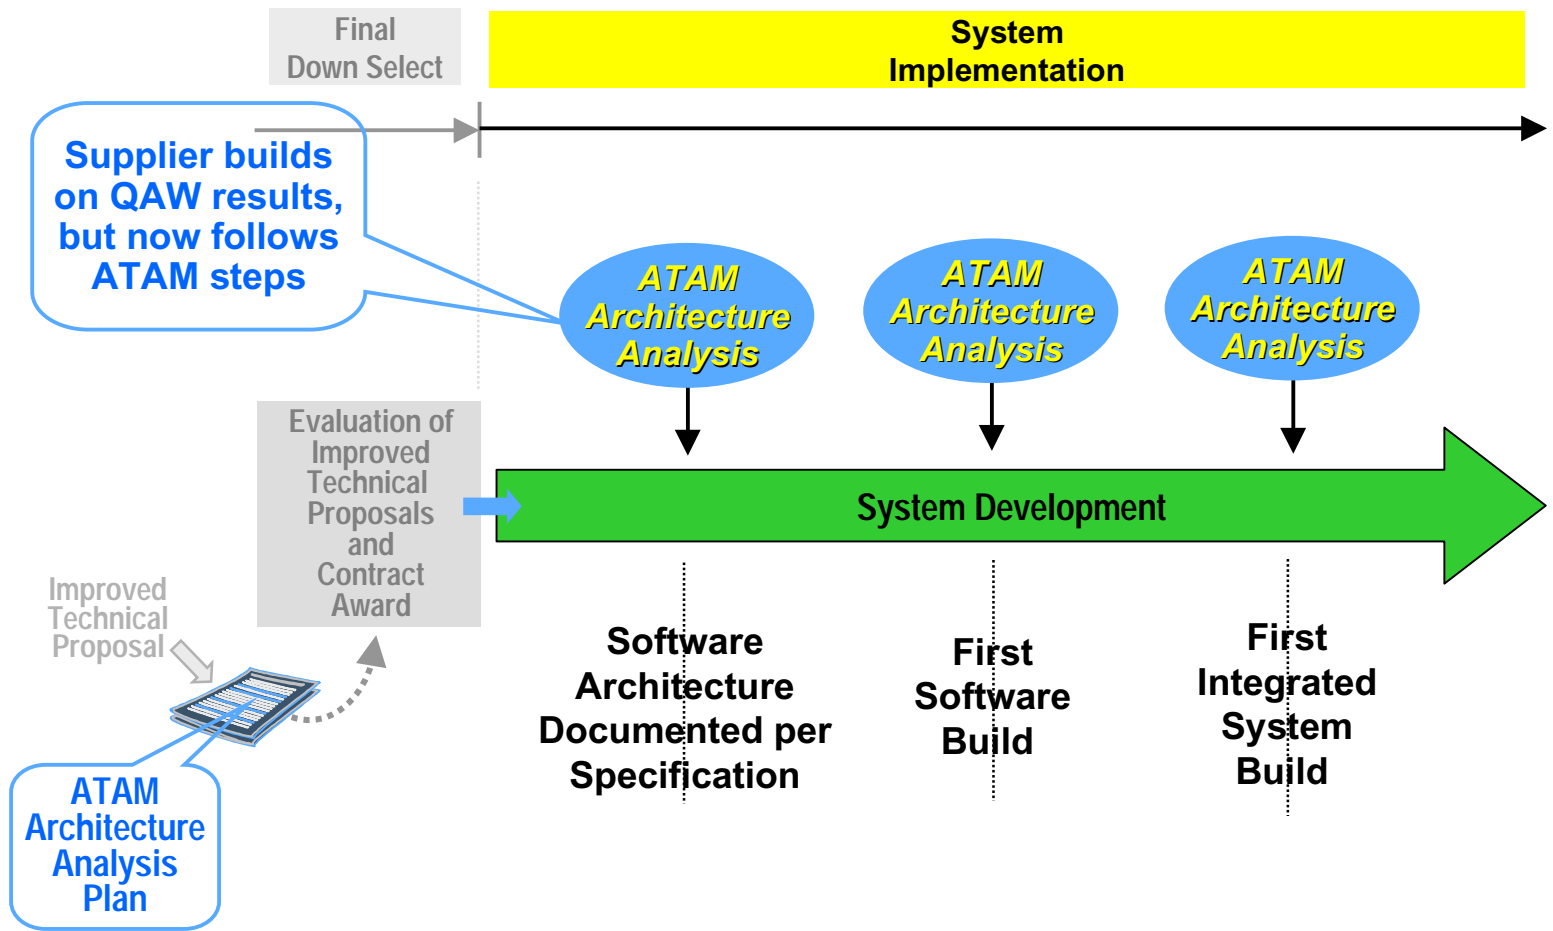 Final
Down Select
System
Implementation
Supplier builds
on QAW results,
but now follows
ATAM steps
ATAM
Architecture
Analysis
ATAM
Architecture
Analysis
ATAM
Architecture
Analysis
Evaluation of
Improved
Technical
Proposals
and
Contract
Award
System Development
Improved
Technical
Proposal
Software
Architecture
Documented per
Specification
First
Software
Build
First
Integrated
System
Build
ATAM
Architecture
Analysis
Plan